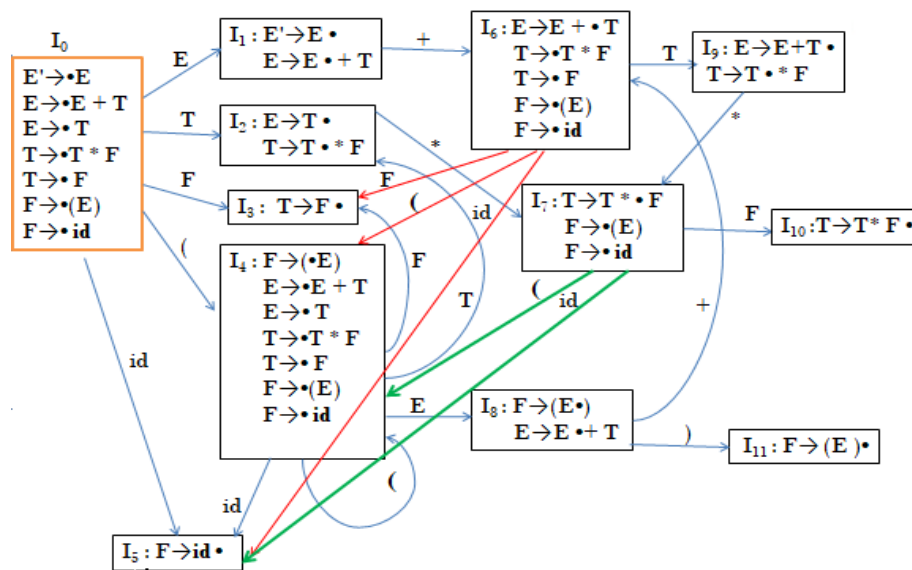 I₀
E'→•E
E→•E + T
E→• T
T→•T * F
T→• F
F→•(E)
F→• id
E
I₁ : E'→E •
E→E • + T
+
I₆ : E→E + • T
T→•T * F
T→• F
F→•(E)
F→• id
T
I₉ : E→E+T •
T→T • * F
T
I₂ : E→T •
T→T • * F
*
*
F
I₃ : T→F •
F
(
id
I₇ : T→T * • F
F→•(E)
F→• id
F
I₁₀ : T→T* F •
(
I₄ : F→(•E)
E→•E + T
E→• T
T→•T * F
T→• F
F→•(E)
F→• id
F
T
(
id
+
id
E
I₈ : F→(E•)
E→E •+ T
)
I₁₁ : F→(E )•
(
id
I₅ : F→id •